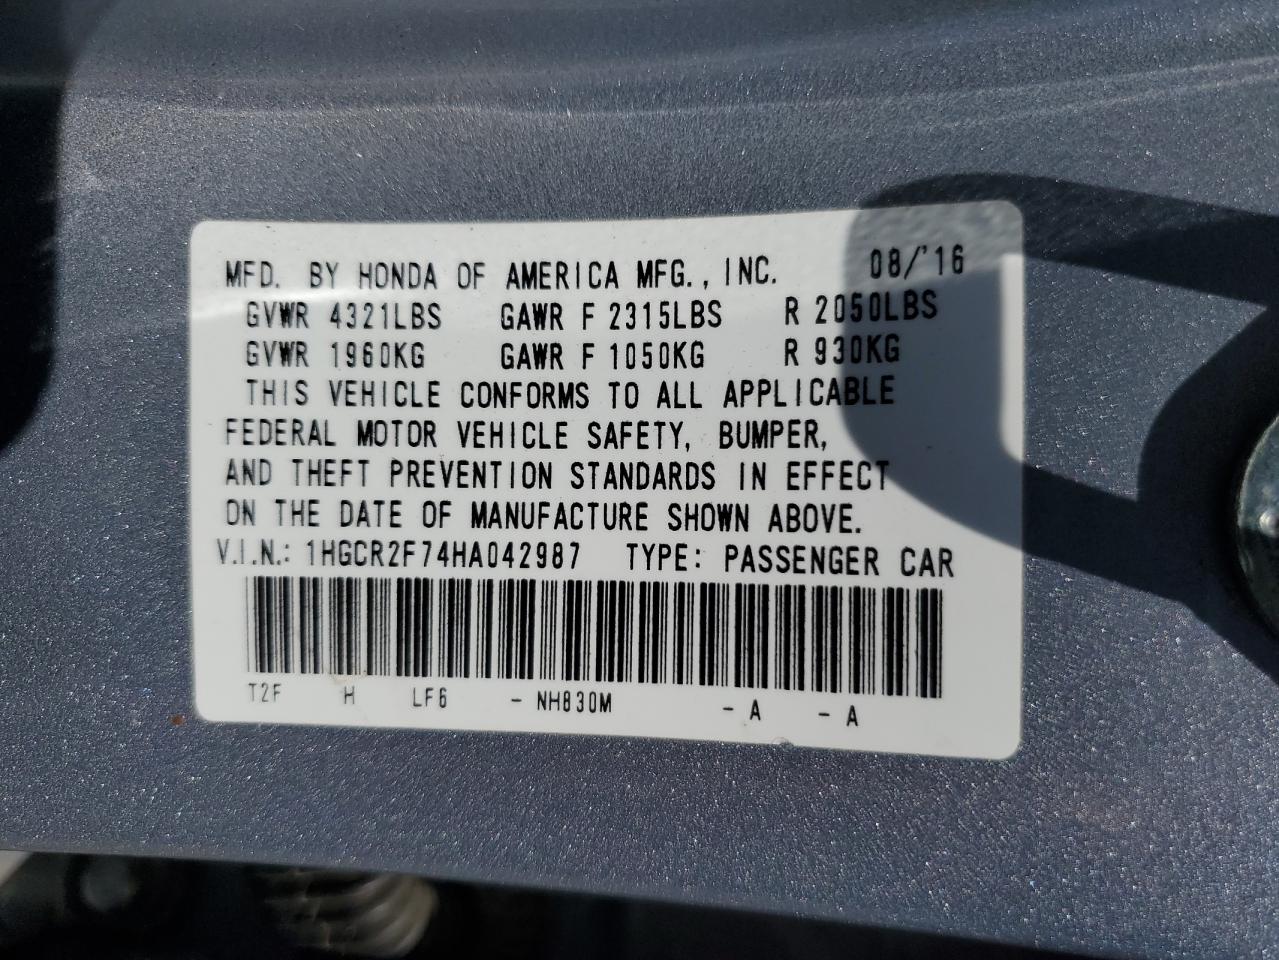 MFD. BY HONDA OF AMERICA MFG., INC. 08/'16
GVWR 4321LBS GAWR F 2315LBS R 2050LBS
GVWR 1960KG GAWR F 1050KG R 930KG
THIS VEHICLE CONFORMS TO ALL APPLICABLE
FEDERAL MOTOR VEHICLE SAFETY, BUMPER,
AND THEFT PREVENTION STANDARDS IN EFFECT
ON THE DATE OF MANUFACTURE SHOWN ABOVE.
V.I.N.: 1HGCR2F74HA042987 TYPE: PASSENGER CAR
T2F H LF6 - NH830M - A - A